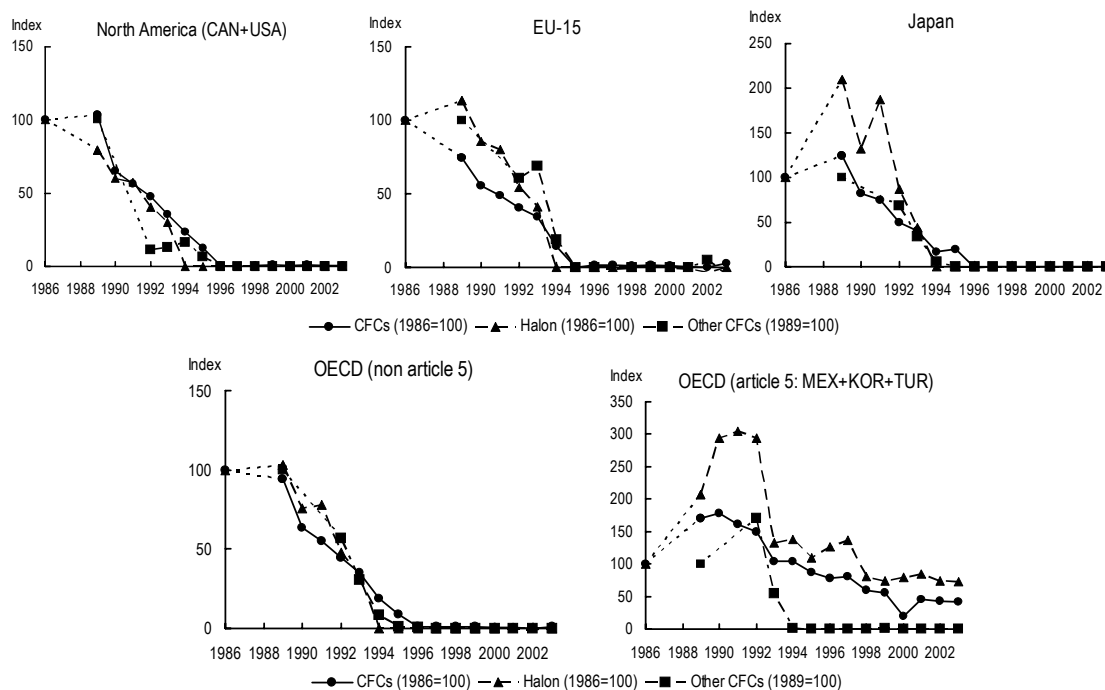 Index
North America (CAN+USA)
150
100
50
0
1986 1988 1990 1992 1994 1996 1998 2000 2002
Index
EU-15
150
100
50
0
1986 1988 1990 1992 1994 1996 1998 2000 2002
Index
Japan
250
200
150
100
50
0
1986 1988 1990 1992 1994 1996 1998 2000 2002
CFCs (1986=100) Halon (1986=100) Other CFCs (1989=100)
Index
OECD (non article 5)
150
100
50
0
1986 1988 1990 1992 1994 1996 1998 2000 2002
Index
OECD (article 5: MEX+KOR+TUR)
350
300
250
200
150
100
50
0
1986 1988 1990 1992 1994 1996 1998 2000 2002
CFCs (1986=100) Halon (1986=100) Other CFCs (1989=100)